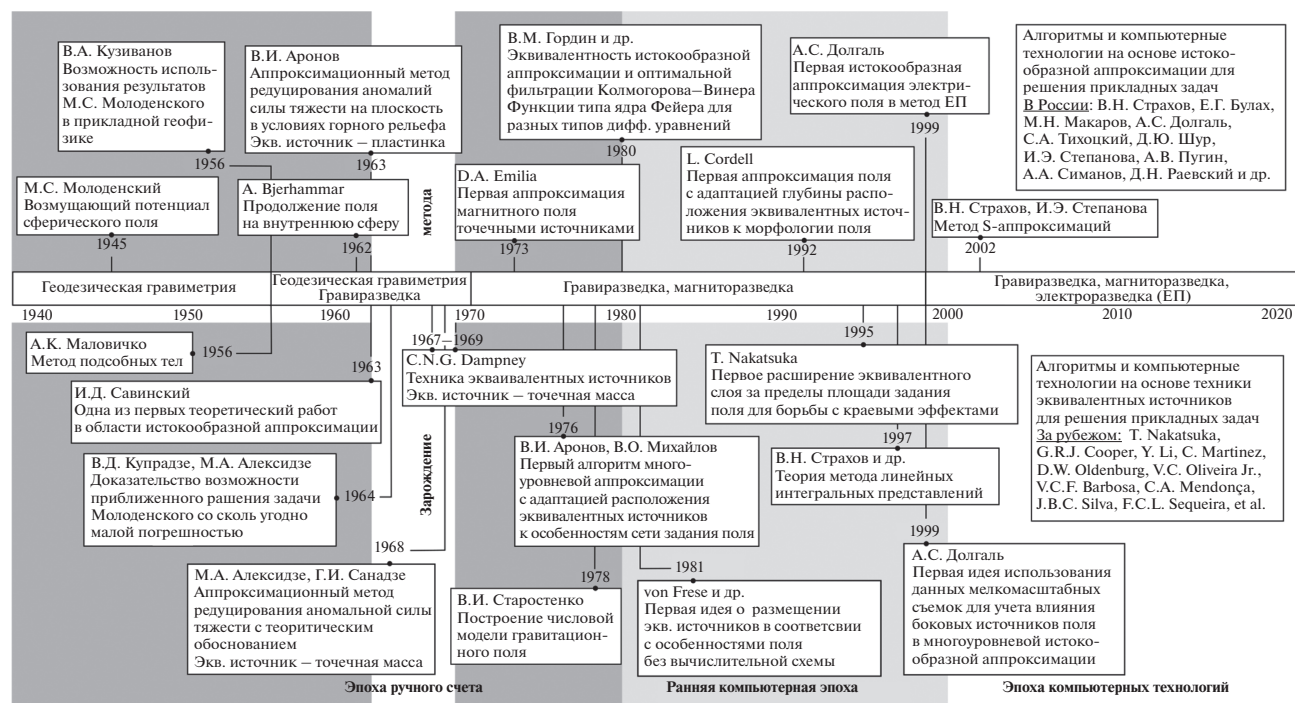 В.А. Кузиванов
Возможность исполь-
зования результатов
М.С. Молоденского
в прикладной геофи-
зике
1956
В.И. Аронов
Аппроксимационный метод
редуцирования аномалий
силы тяжести на плоскость
в условиях горного рельефа
Экв. источник – пластинка
1963
В.М. Гордин и др.
Эквивалентность истокообразной
аппроксимации и оптимальной
фильтрации Колмогорова–Винера
Функции типа ядра Фейера для
разных типов дифф. уравнений
1980
А.С. Долгаль
Первая истокообразная
аппроксимация электри-
ческого поля в метод ЕП
1999
Алгоритмы и компьютерные
технологии на основе истоко-
образной аппроксимации для
решения прикладных задач
В России: В.Н. Страхов, Е.Г. Булах,
М.Н. Макаров, А.С. Долгаль,
С.А. Тихоцкий, Д.Ю. Шур,
И.Э. Степанова, А.В. Пугин,
А.А. Симанов, Д.Н. Раевский и др.
М.С. Молоденский
Возмущающий потенциал
сферического поля
1945
A. Bjerhammar
Продолжение поля
на внутреннюю сферу
1962
метода
D.A. Emilia
Первая аппроксимация
магнитного поля
точечными источниками
1973
L. Cordell
Первая аппроксимация поля
с адаптацией глубины распо-
ложения эквивалентных источ-
ников к морфологии поля
1992
В.Н. Страхов, И.Э. Степанова
Метод S-аппроксимаций
2002
Геодезическая гравиметрия
Геодезическая гравиметрия
Гравиразведка
Гравиразведка, магниторазведка
Гравиразведка, магниторазведка,
электроразведка (ЕП)
1940 1950 1960 1970 1980 1990 2000 2010 2020
А.К. Маловичко
Метод подсобных тел
1956
И.Д. Савинский
Одна из первых теоретический работ
в области истокообразной аппроксимации
1963
В.Д. Купрадзе, М.А. Алексидзе
Доказательство возможности
приближенного рашения задачи
Молоденского со сколь угодно
малой погрешностью
1964
1968
М.А. Алексидзе, Г.И. Санадзе
Аппроксимационный метод
редуцирования аномальной силы
тяжести с теоритическим
обоснованием
Экв. источник – точечная масса
Зарождение
1967–1969
C.N.G. Dampney
Техника экваивалентных источников
Экв. источник – точечная масса
1976
В.И. Аронов, В.О. Михайлов
Первый алгоритм много-
уровневой аппроксимации
с адаптацией расположения
эквивалентных источников
к особенностям сети задания поля
1978
В.И. Старостенко
Построение числовой
модели гравитацион-
ного поля
1981
von Frese и др.
Первая идея о размещении
экв. источников в соответсвии
с особенностями поля
без вычислительной схемы
1995
T. Nakatsuka
Первое расширение эквивалентного
слоя за пределы площади задания
поля для борьбы с краевыми эффектами
1997
В.Н. Страхов и др.
Теория метода линейных
интегральных представлений
1999
А.С. Долгаль
Первая идея использования
данных мелкомасштабных
съемок для учета влияния
боковых источников поля
в многоуровневой истоко-
образной аппроксимации
Алгоритмы и компьютерные
технологии на основе техники
эквивалентных источников
для решения прикладных задач
За рубежом: T. Nakatsuka,
G.R.J. Cooper, Y. Li, C. Martinez,
D.W. Oldenburg, V.C. Oliveira Jr.,
V.C.F. Barbosa, C.A. Mendonça,
J.B.C. Silva, F.C.L. Sequeira, et al.
Эпоха ручного счета
Ранняя компьютерная эпоха
Эпоха компьютерных технологий